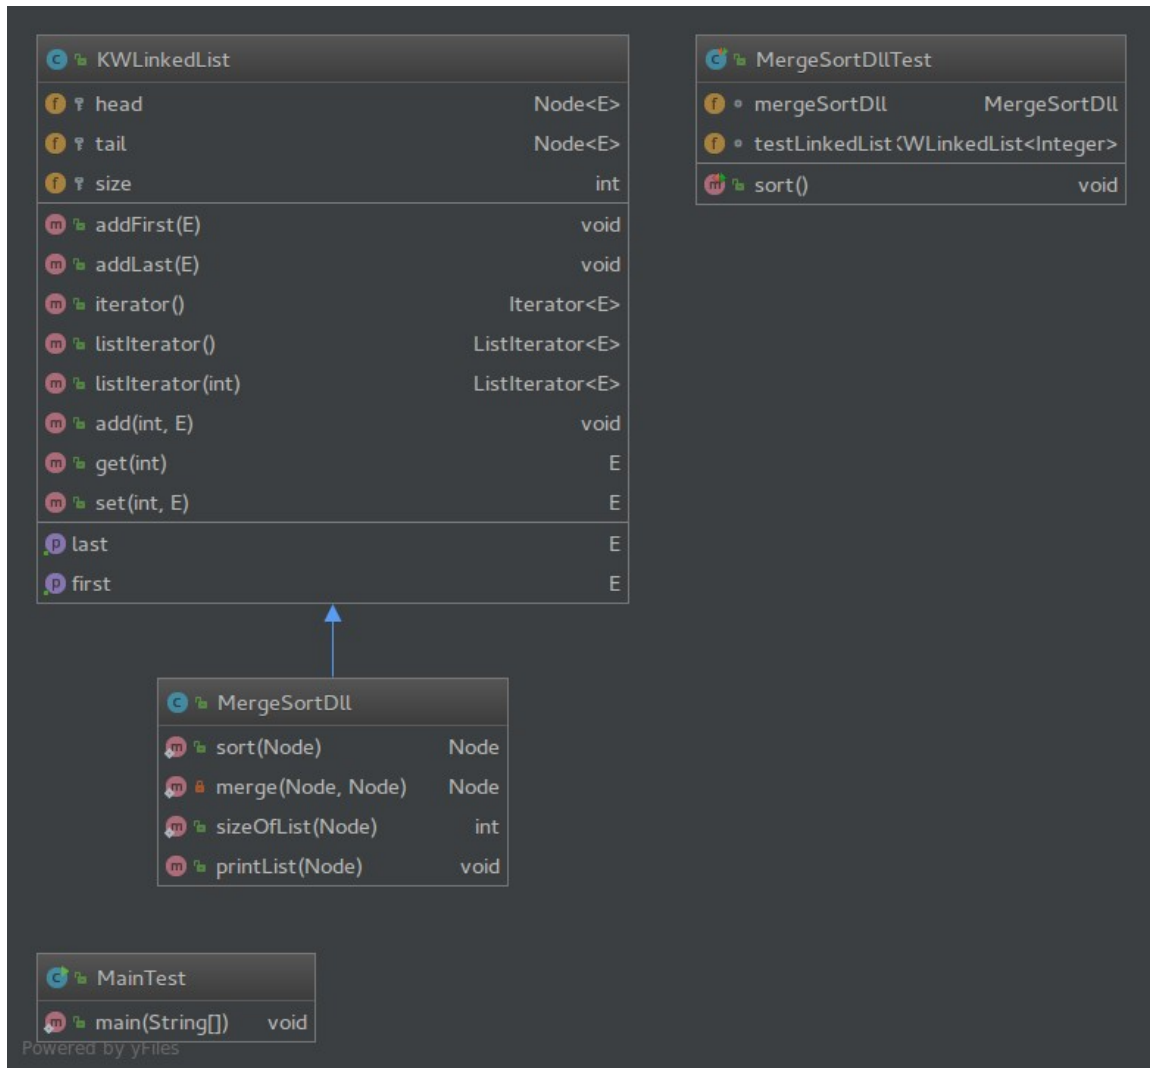 KWLinkedList
head Node<E>
tail Node<E>
size int
addFirst(E) void
addLast(E) void
iterator() Iterator<E>
listIterator() ListIterator<E>
listIterator(int) ListIterator<E>
add(int, E) void
get(int) E
set(int, E) E
last E
first E
MergeSortDllTest
mergeSortDll MergeSortDll
testLinkedList WLinkedList<Integer>
sort() void
MergeSortDll
sort(Node) Node
merge(Node, Node) Node
sizeOfList(Node) int
printList(Node) void
MainTest
main(String[]) void
Powered by yFiles